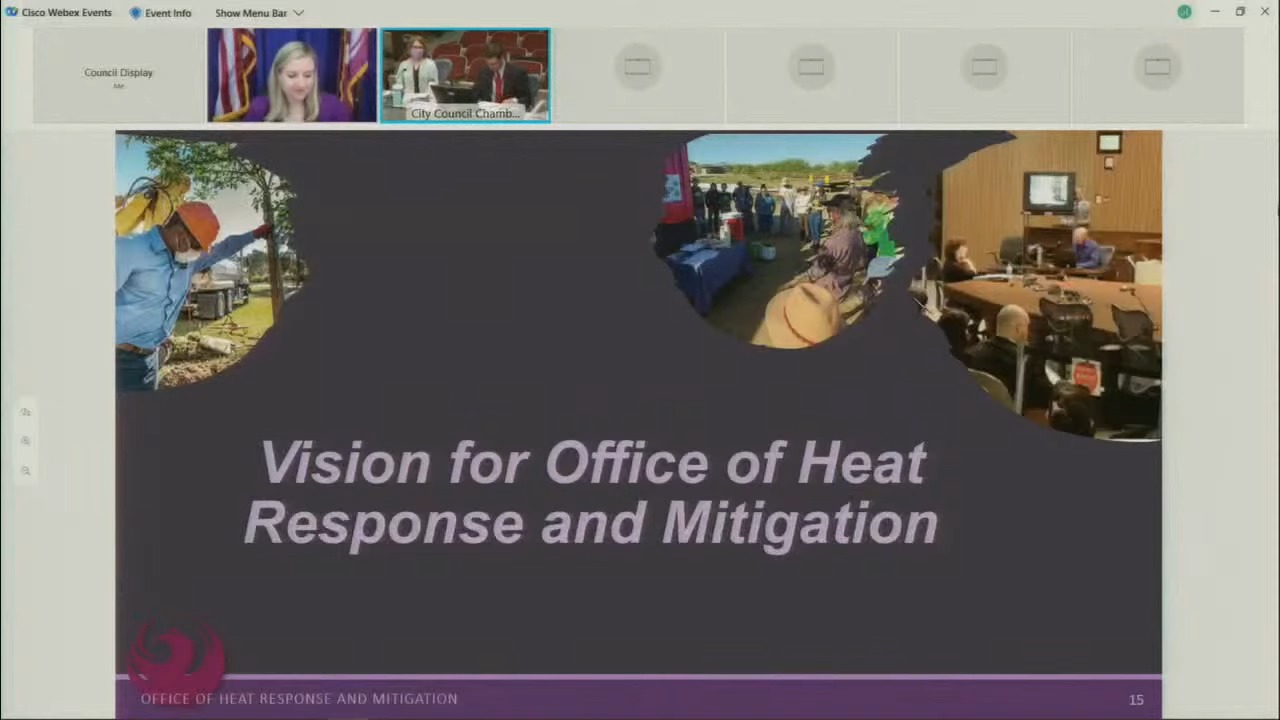 Cisco Webex Events
Event Info
Show Menu Bar
Council Display
Me
City Council Chamb...
Vision for Office of Heat
Response and Mitigation
OFFICE OF HEAT RESPONSE AND MITIGATION
15